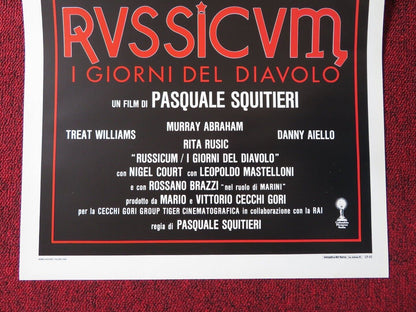 RVSSICVM
I GIORNI DEL DIAVOLO
UN FILM DI PASQUALE SQUITIERI
MURRAY ABRAHAM
TREAT WILLIAMS
DANNY AIELLO
RITA RUSIC
"RUSSICUM / I GIORNI DEL DIAVOLO"
con NIGEL COURT con LEOPOLDO MASTELLONI
e con ROSSANO BRAZZI "nel ruolo di MARINI"
prodotto da MARIO e VITTORIO CECCHI GORI
per la CECCHI GORI GROUP TIGER CINEMATOGRAFICA in collaborazione con la RAI
regia di PASQUALE SQUITIERI